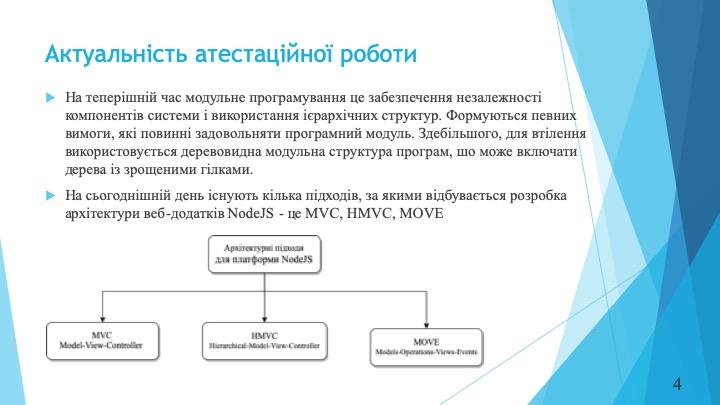 Актуальність атестаційної роботи
На теперішній час модульне програмування це забезпечення незалежності
компонентів системи і використання ієрархічних структур. Формуються певних
вимоги, які повинні задовольняти програмний модуль. Здебільшого, для втілення
використовується деревовидна модульна структура програм, шо може включати
дерева із зрощеними гілками.
На сьогоднішній день існують кілька підходів, за якими відбувається розробка
архітектури веб-додатків NodeJS - це MVC, HMVC, MOVE
Архітектурні підходи
для платформи NodeJS
MVC
Model-View-Controller
HMVC
Hierarchical-Model-View-Controller
MOVE
Models-Operations-Views-Events
4